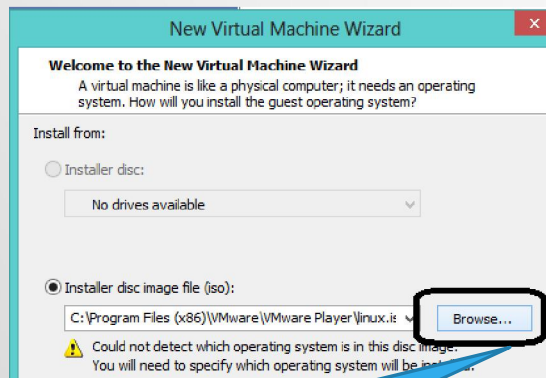 New Virtual Machine Wizard
Welcome to the New Virtual Machine Wizard
A virtual machine is like a physical computer; it needs an operating
system. How will you install the guest operating system?
Install from:
Installer disc:
No drives available
Installer disc image file (iso):
C:\Program Files (x86)\VMware\VMware Player\linux.is
Browse...
Could not detect which operating system is in this disc image.
You will need to specify which operating system will be installed.